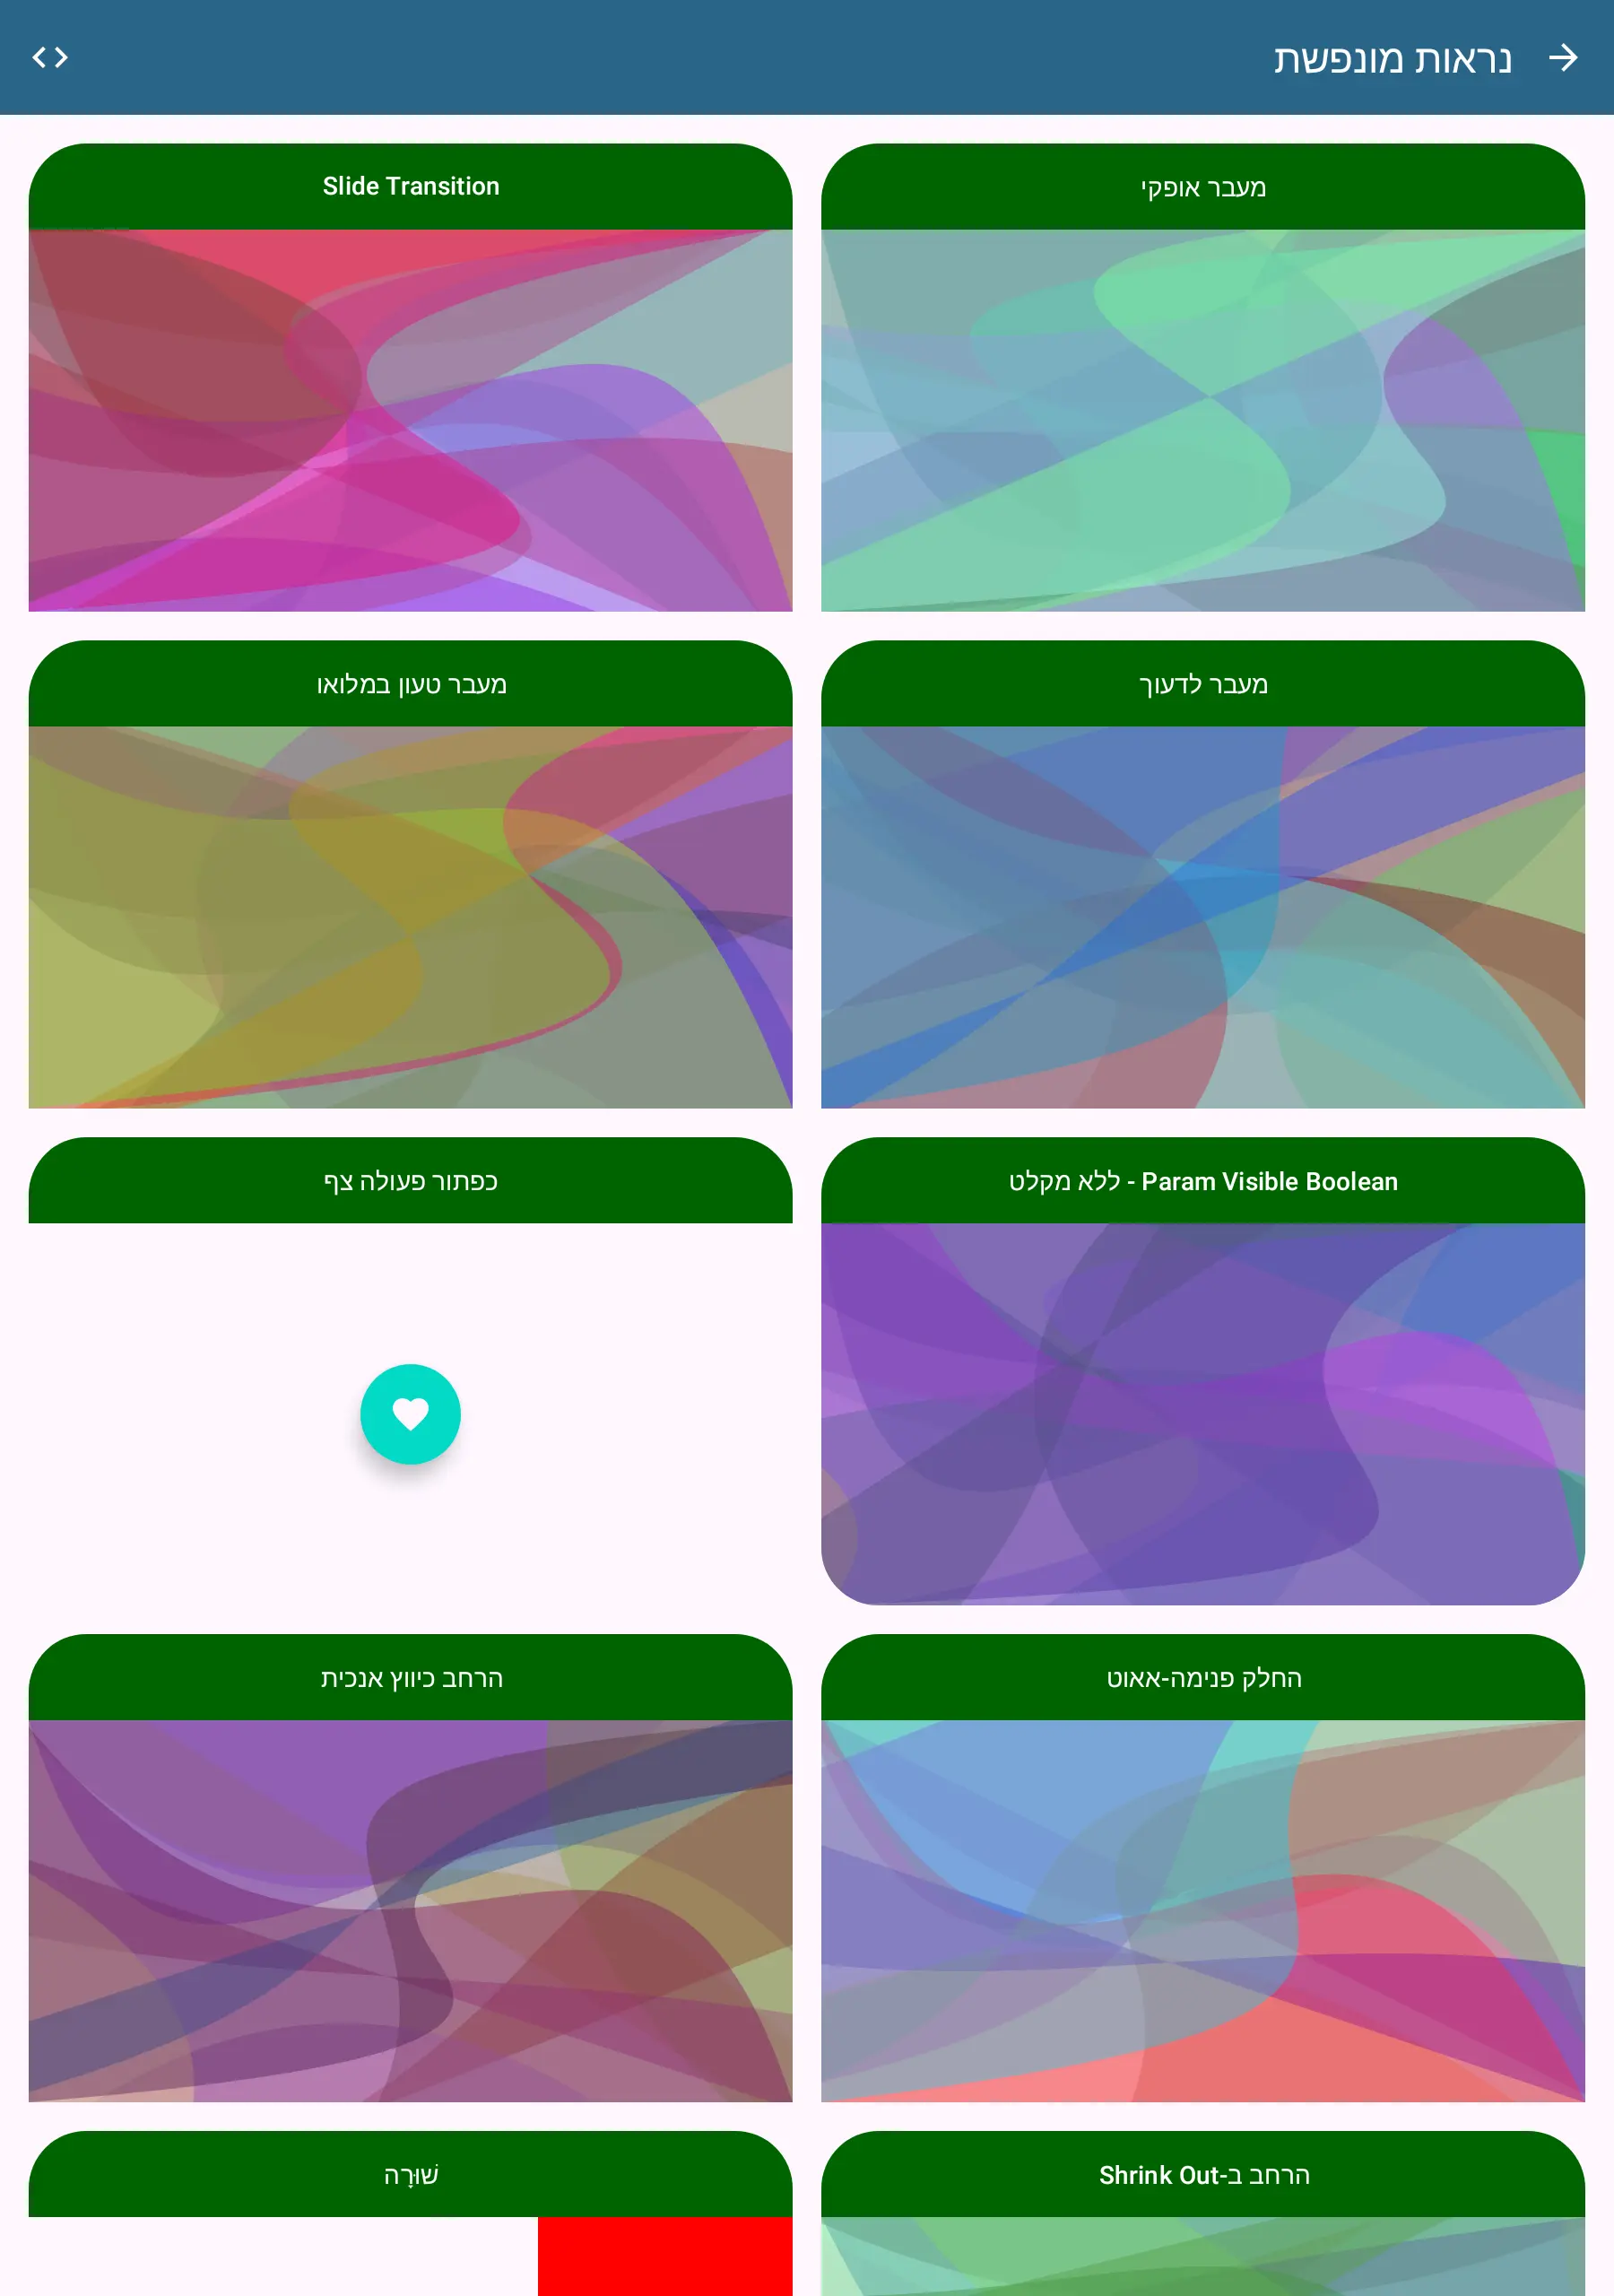 נראות מונפשת
מעבר אופקי
Slide Transition
מעבר לדעוך
מעבר טעון במלואו
Param Visible Boolean - ללא מקלט
כפתור פעולה צף
החלק פנימה-אאוט
הרחב כיווץ אנכית
הרחב ב-Shrink Out
שׁוּרָה